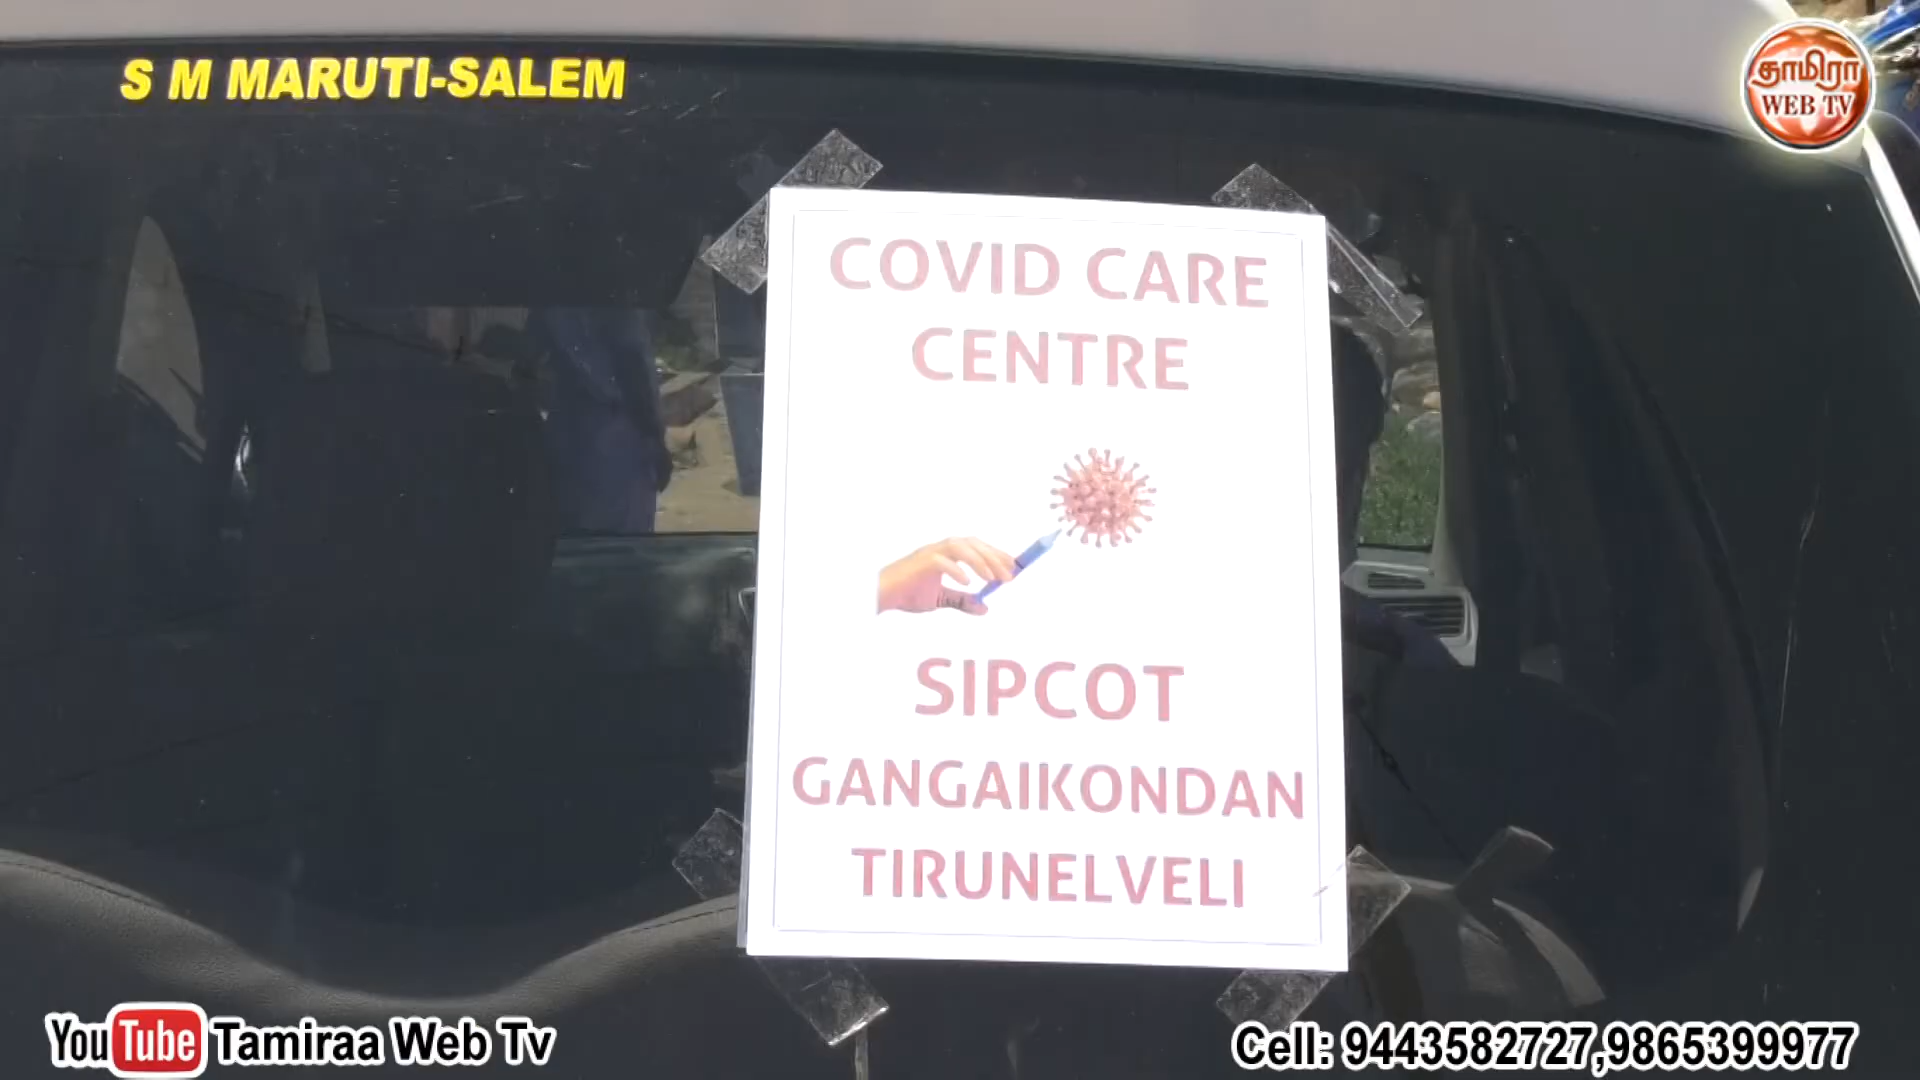 S M MARUTI-SALEM
தாமிரா
WEB TV
COVID CARE
CENTRE
SIPCOT
GANGAIKONDAN
TIRUNELVELI
YouTube Tamiraa Web Tv
Cell: 9443582727,9865399977